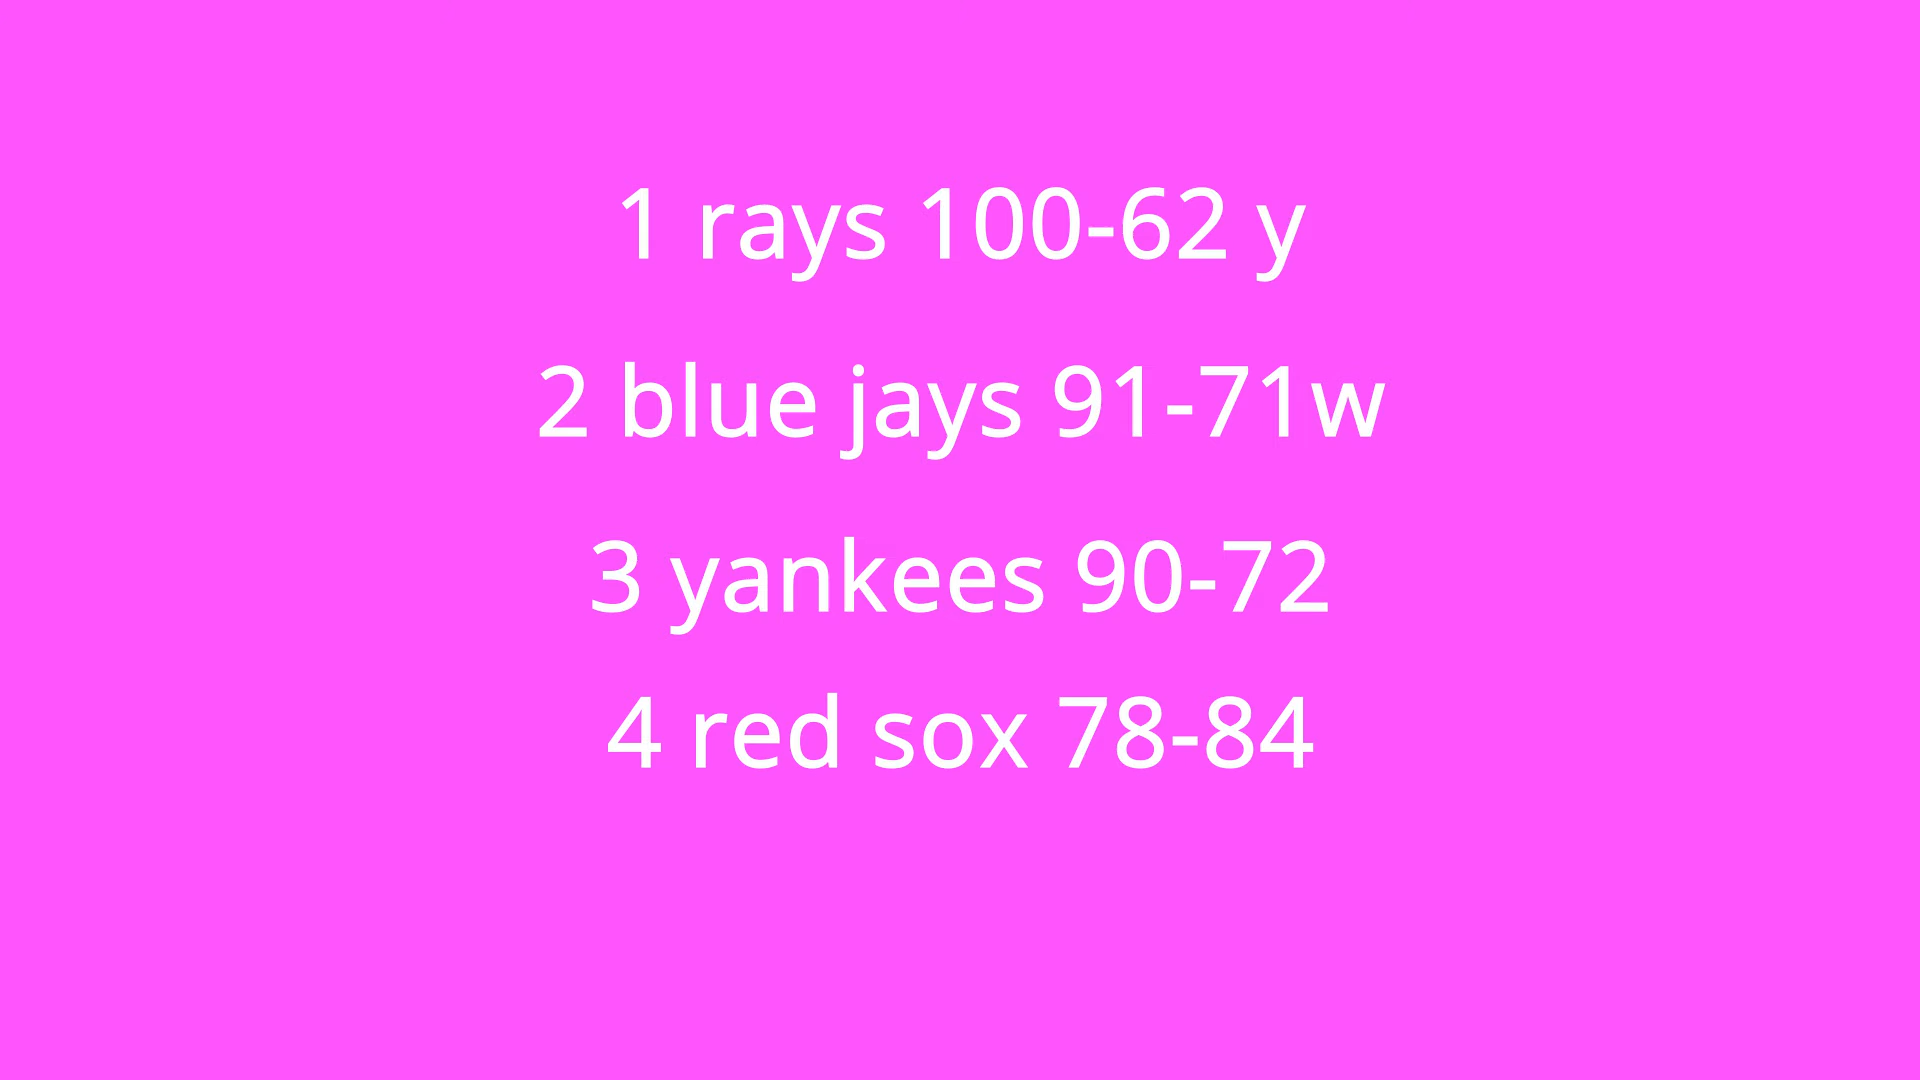 1 rays 100-62 y
2 blue jays 91-71w
3 yankees 90-72
4 red sox 78-84